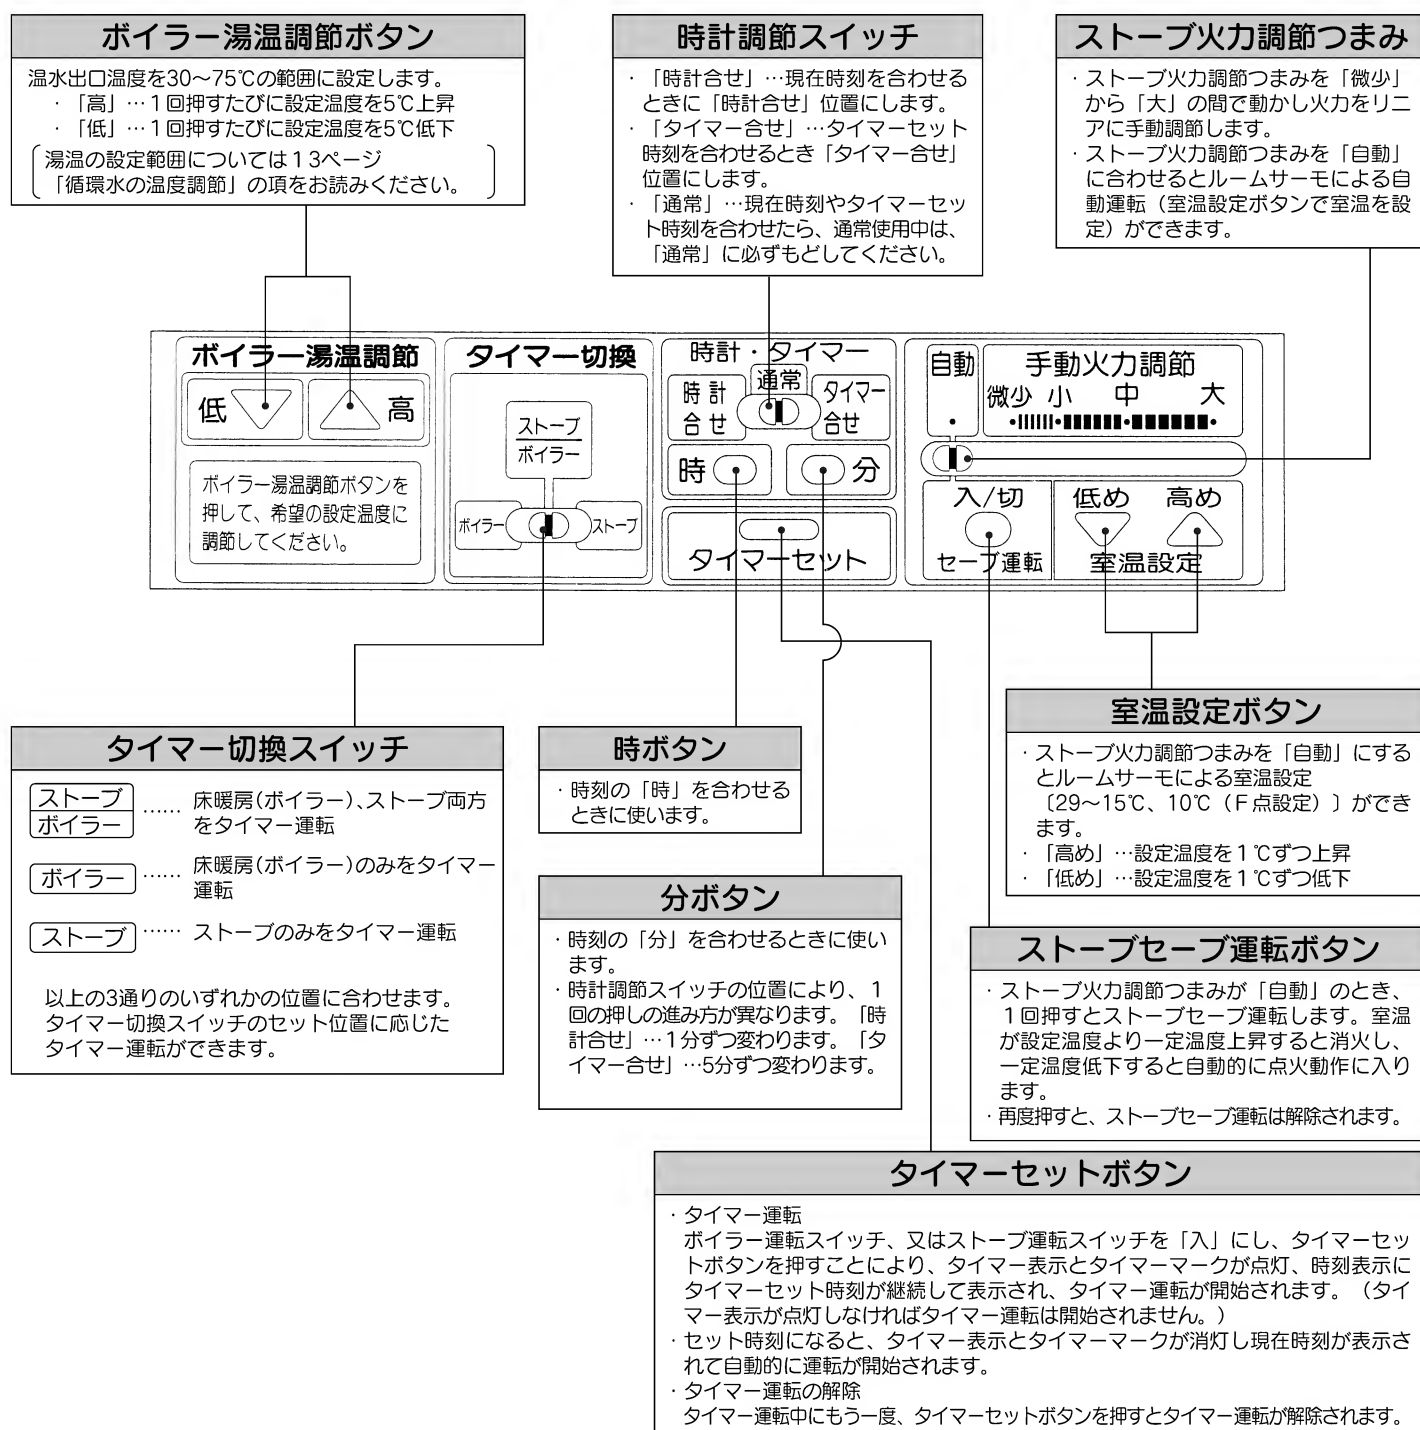 ボイラー湯温調節ボタン
温水出口温度を30～75℃の範囲に設定します。
・「高」…1回押すたびに設定温度を5℃上昇
・「低」…1回押すたびに設定温度を5℃低下
湯温の設定範囲については13ページ
「循環水の温度調節」の項をお読みください。
時計調節スイッチ
・「時計合せ」…現在時刻を合わせる
ときに「時計合せ」位置にします。
・「タイマー合せ」…タイマーセット
時刻を合わせるとき「タイマー合せ」
位置にします。
・「通常」…現在時刻やタイマーセッ
ト時刻を合わせたら、通常使用中は、
「通常」に必ずもどしてください。
ストーブ火力調節つまみ
・ストーブ火力調節つまみを「微少」
から「大」の間で動かし火力をリニ
アに手動調節します。
・ストーブ火力調節つまみを「自動」
に合わせるとルームサーモによる自
動運転（室温設定ボタンで室温を設
定）ができます。
ボイラー湯温調節
低
高
ボイラー湯温調節ボタンを
押して、希望の設定温度に
調節してください。
タイマー切換
ストーブ
ボイラー
ボイラー
ストーブ
時計・タイマー
時計
合せ
通常
タイマー
合せ
時
分
タイマーセット
自動
手動火力調節
微少 小 中 大
入/切
セーブ運転
低め 高め
室温設定
タイマー切換スイッチ
ストーブ
ボイラー
…… 床暖房(ボイラー)、ストーブ両方
をタイマー運転
ボイラー …… 床暖房(ボイラー)のみをタイマー
運転
ストーブ …… ストーブのみをタイマー運転
以上の3通りのいずれかの位置に合わせます。
タイマー切換スイッチのセット位置に応じた
タイマー運転ができます。
時ボタン
・時刻の「時」を合わせる
ときに使います。
分ボタン
・時刻の「分」を合わせるときに使い
ます。
・時計調節スイッチの位置により、1
回の押しの進み方が異なります。「時
計合せ」…1分ずつ変わります。「タ
イマー合せ」…5分ずつ変わります。
室温設定ボタン
・ストーブ火力調節つまみを「自動」にする
とルームサーモによる室温設定
〔29～15℃、10℃（F点設定）〕ができ
ます。
・「高め」…設定温度を1℃ずつ上昇
・「低め」…設定温度を1℃ずつ低下
ストーブセーブ運転ボタン
・ストーブ火力調節つまみが「自動」のとき、
1回押すとストーブセーブ運転します。室温
が設定温度より一定温度上昇すると消火し、
一定温度低下すると自動的に点火動作に入り
ます。
・再度押すと、ストーブセーブ運転は解除されます。
タイマーセットボタン
・タイマー運転
ボイラー運転スイッチ、又はストーブ運転スイッチを「入」にし、タイマーセッ
トボタンを押すことにより、タイマー表示とタイマーマークが点灯、時刻表示に
タイマーセット時刻が継続して表示され、タイマー運転が開始されます。（タイ
マー表示が点灯しなければタイマー運転は開始されません。）
・セット時刻になると、タイマー表示とタイマーマークが消灯し現在時刻が表示さ
れて自動的に運転が開始されます。
・タイマー運転の解除
タイマー運転中にもう一度、タイマーセットボタンを押すとタイマー運転が解除されます。